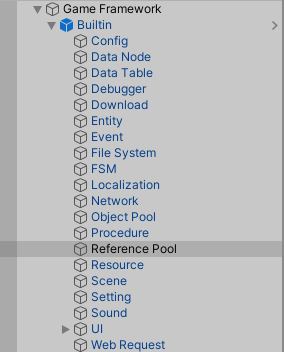 Game Framework
Builtin
Config
Data Node
Data Table
Debugger
Download
Entity
Event
File System
FSM
Localization
Network
Object Pool
Procedure
Reference Pool
Resource
Scene
Setting
Sound
UI
Web Request